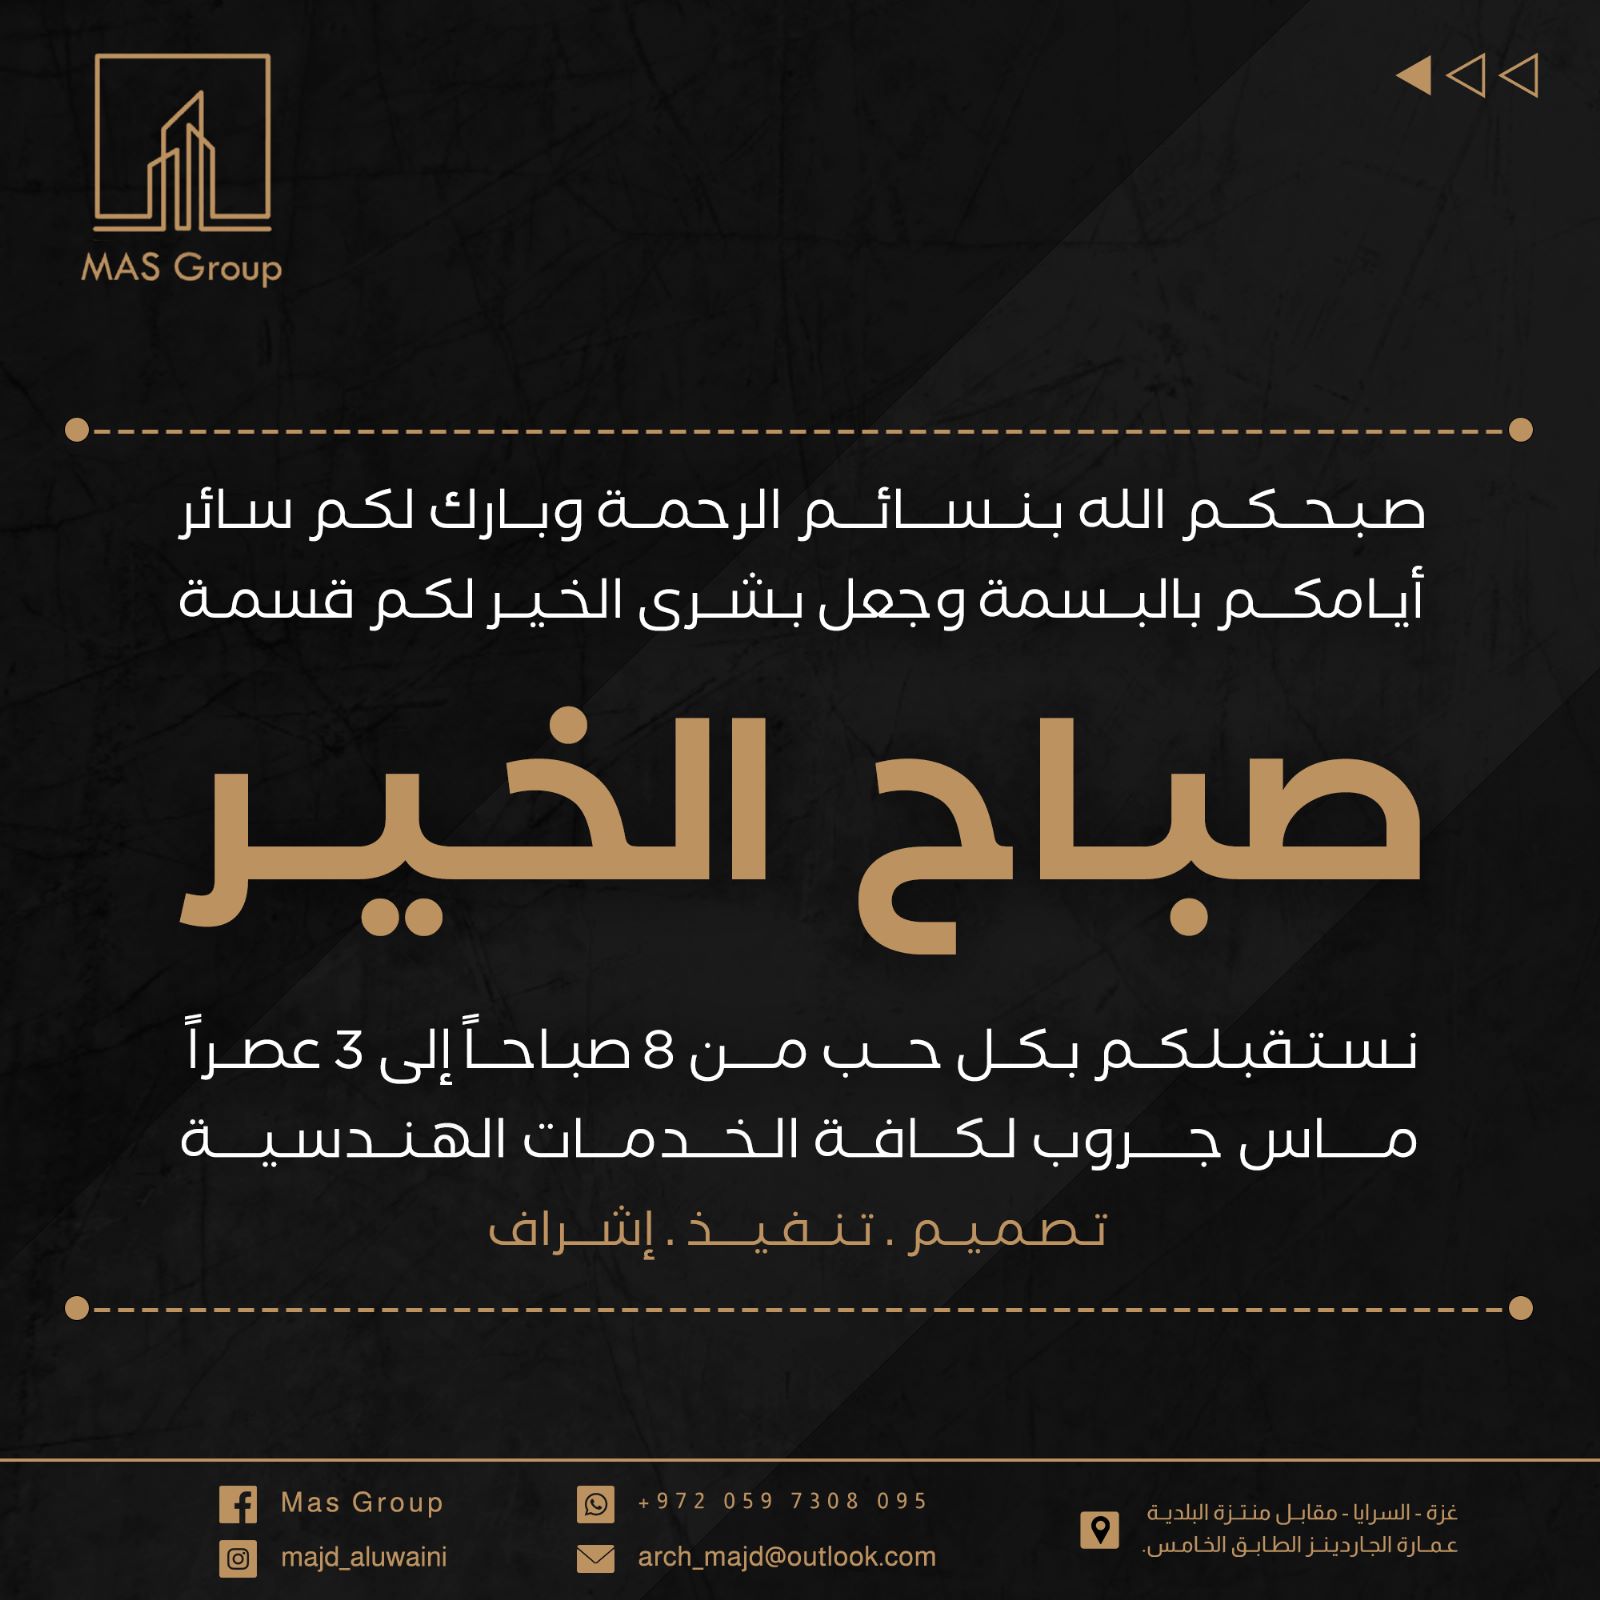 MAS Group
صبحكم الله بنسائم الرحمة وبارك لكم سائر
أيامكم بالبسمة وجعل بشرى الخير لكم قسمة
صباح الخير
نستقبلكم بكل حب من 8 صباحاً إلى 3 عصراً
ماس جروب لكافة الخدمات الهندسية
تصميم . تنفيذ . إشراف
Mas Group
majd_aluwaini
+972 059 7308 095
arch_majd@outlook.com
غزة - السرايا - مقابل منتزة البلدية
عمارة الجاردينز الطابق الخامس.